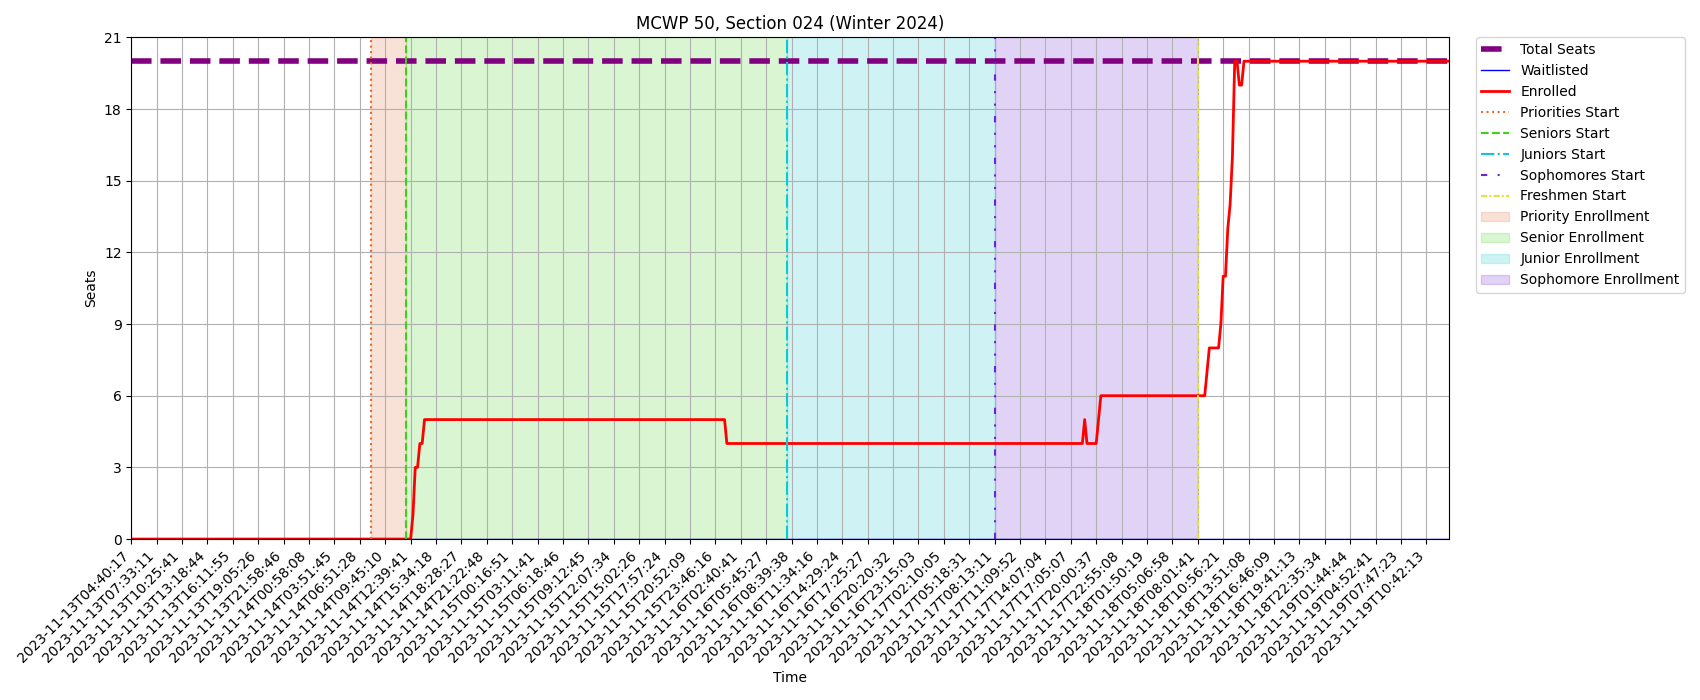 MCWP 50, Section 024 (Winter 2024)
21
18
15
12
9
6
3
0
Seats
2023-11-13T04:40:17
2023-11-13T07:33:11
2023-11-13T10:25:41
2023-11-13T13:18:44
2023-11-13T16:11:55
2023-11-13T19:05:26
2023-11-13T21:58:46
2023-11-14T00:58:08
2023-11-14T03:51:45
2023-11-14T06:51:28
2023-11-14T09:45:10
2023-11-14T12:39:41
2023-11-14T15:34:18
2023-11-14T18:28:27
2023-11-14T21:22:48
2023-11-15T00:16:51
2023-11-15T03:11:41
2023-11-15T06:18:46
2023-11-15T09:12:45
2023-11-15T12:07:34
2023-11-15T15:02:26
2023-11-15T17:57:24
2023-11-15T20:52:09
2023-11-15T23:46:16
2023-11-16T02:40:41
2023-11-16T05:45:27
2023-11-16T08:39:38
2023-11-16T11:34:16
2023-11-16T14:29:24
2023-11-16T17:25:27
2023-11-16T20:20:32
2023-11-16T23:15:03
2023-11-17T02:10:05
2023-11-17T05:18:31
2023-11-17T08:13:11
2023-11-17T11:09:52
2023-11-17T14:07:04
2023-11-17T17:05:07
2023-11-17T20:00:37
2023-11-17T22:55:08
2023-11-18T01:50:19
2023-11-18T05:06:58
2023-11-18T08:01:41
2023-11-18T10:56:21
2023-11-18T13:51:08
2023-11-18T16:46:09
2023-11-18T19:41:13
2023-11-18T22:35:34
2023-11-19T01:44:44
2023-11-19T04:52:41
2023-11-19T07:47:23
2023-11-19T10:42:13
Time
Total Seats
Waitlisted
Enrolled
Priorities Start
Seniors Start
Juniors Start
Sophomores Start
Freshmen Start
Priority Enrollment
Senior Enrollment
Junior Enrollment
Sophomore Enrollment